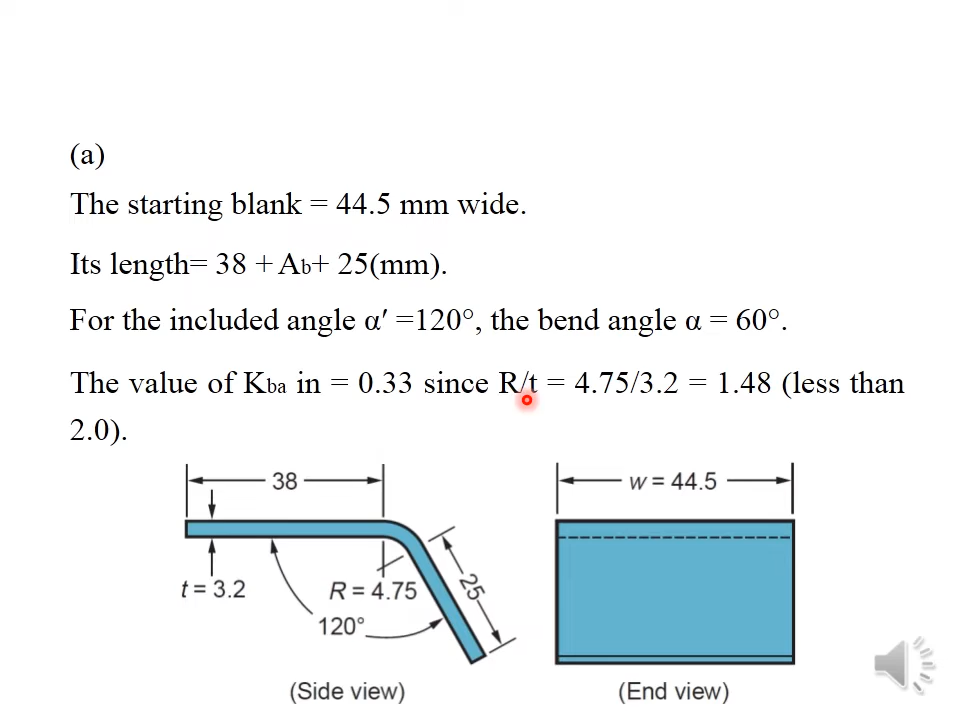 (a)
The starting blank = 44.5 mm wide.
Its length= 38 + Ab+ 25(mm).
For the included angle α′ =120°, the bend angle α = 60°.
The value of Kba in = 0.33 since R/t = 4.75/3.2 = 1.48 (less than
2.0).
38
w = 44.5
t = 3.2
R = 4.75
25
120°
(Side view)
(End view)